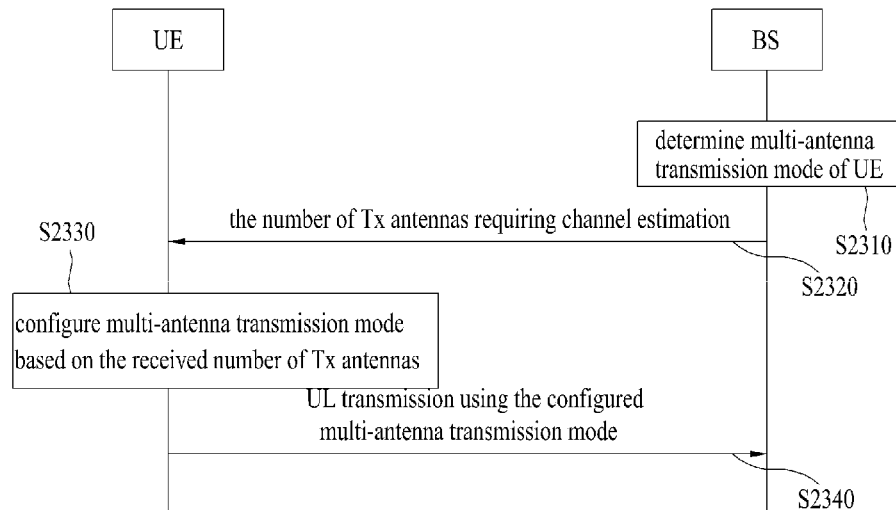 UE
BS
determine multi-antenna
transmission mode of UE
S2310
the number of Tx antennas requiring channel estimation
S2320
S2330
configure multi-antenna transmission mode
based on the received number of Tx antennas
UL transmission using the configured
multi-antenna transmission mode
S2340